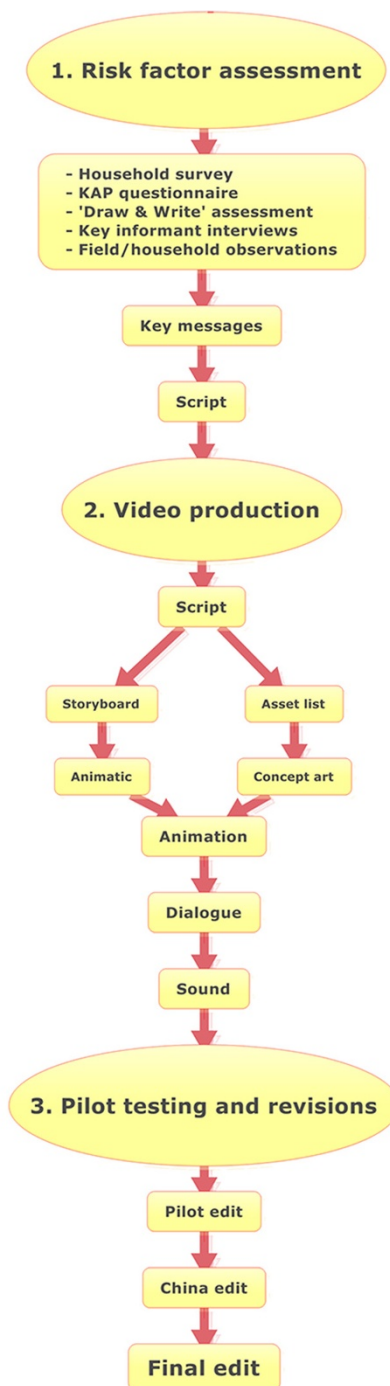 1. Risk factor assessment
- Household survey
- KAP questionnaire
- 'Draw & Write' assessment
- Key informant interviews
- Field/household observations
Key messages
Script
2. Video production
Script
Storyboard
Asset list
Animatic
Concept art
Animation
Dialogue
Sound
3. Pilot testing and revisions
Pilot edit
China edit
Final edit